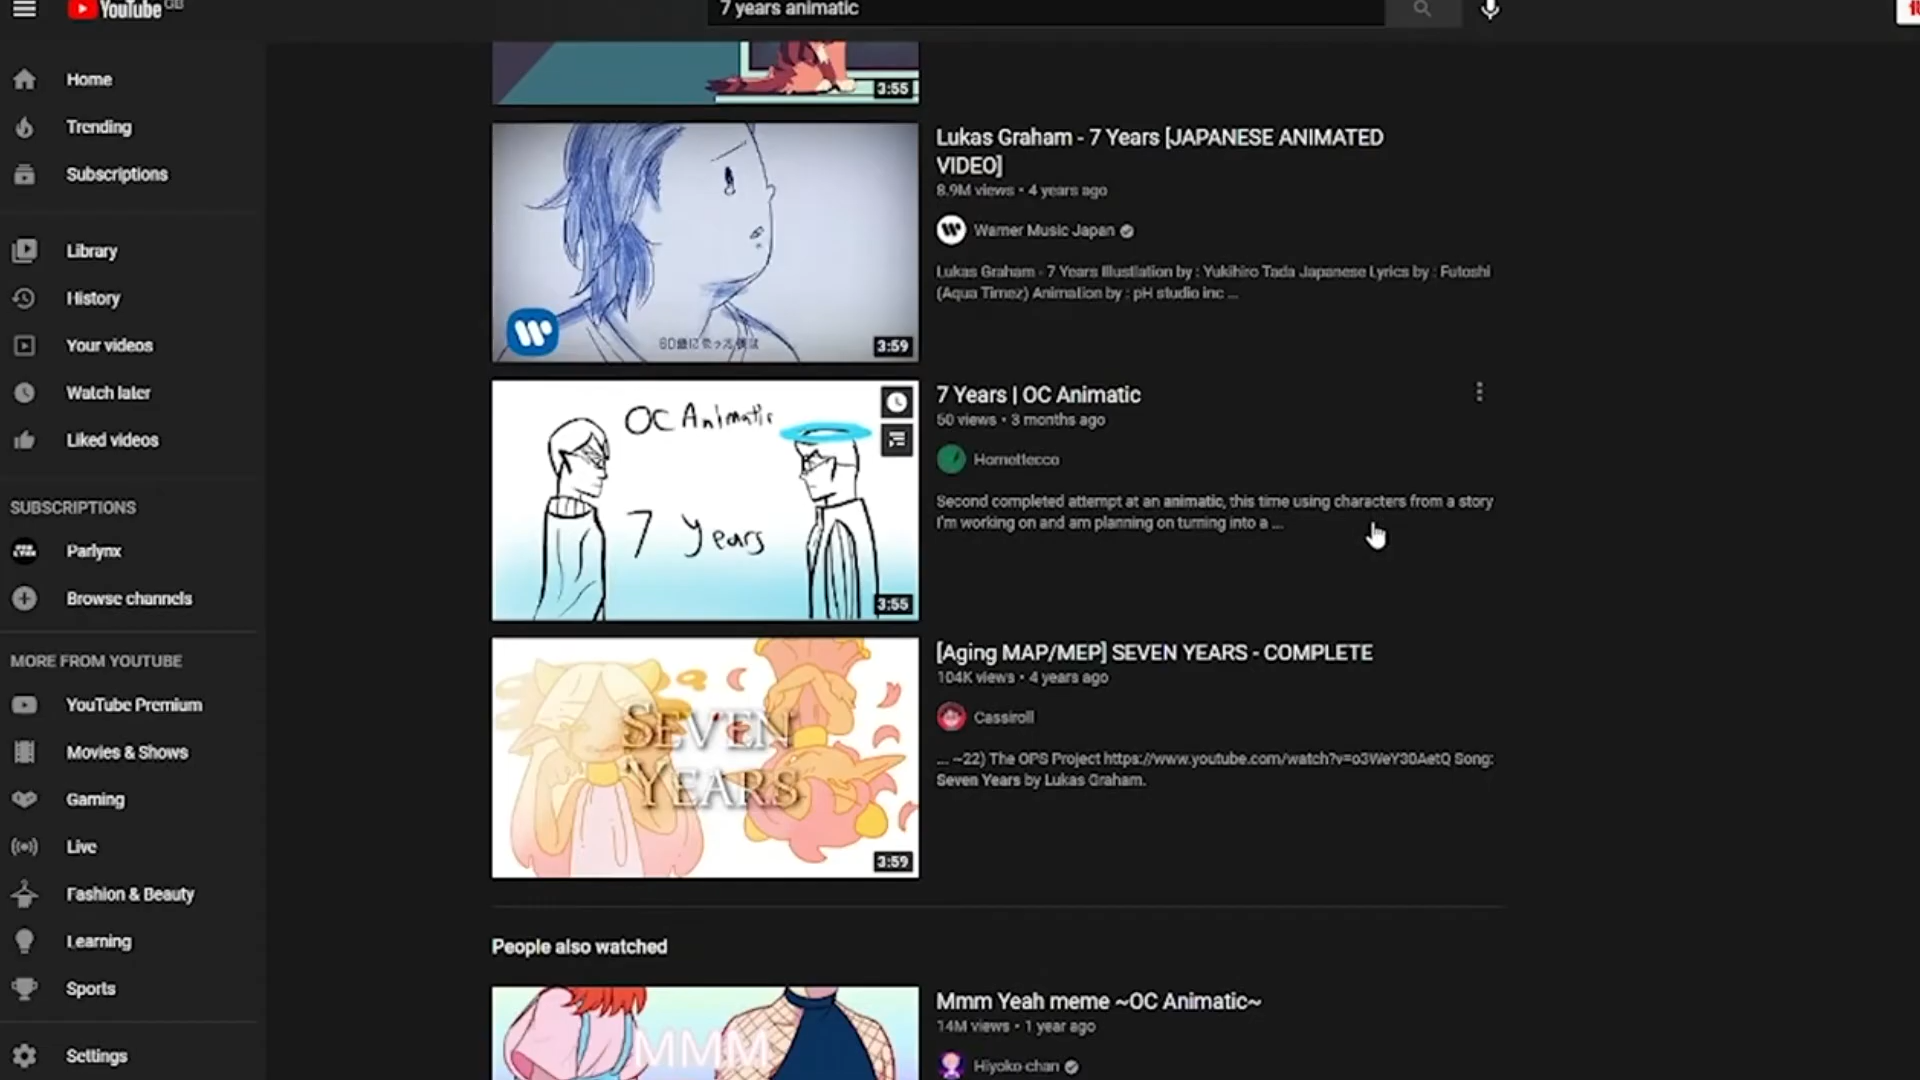 YouTube GB
7 years animatic
Home
Trending
Subscriptions
Library
History
Your videos
Watch later
Liked videos
SUBSCRIPTIONS
Parlynx
Browse channels
MORE FROM YOUTUBE
YouTube Premium
Movies & Shows
Gaming
Live
Fashion & Beauty
Learning
Sports
Settings
3:55
3:59
Lukas Graham - 7 Years [JAPANESE ANIMATED
VIDEO]
8.9M views • 4 years ago
Warner Music Japan
Lukas Graham - 7 Years Illustlation by : Yukihiro Tada Japanese Lyrics by : Futoshi
(Aqua Timez) Animation by : pH studio inc ...
OC Animatic
7 Years
3:55
7 Years | OC Animatic
50 views • 3 months ago
Second completed attempt at an animatic, this time using characters from a story
I'm working on and am planning on turning into a ...
SEVEN
YEARS
3:59
[Aging MAP/MEP] SEVEN YEARS - COMPLETE
104K views • 4 years ago
Cassiroll
... ~22) The OPS Project https://www.youtube.com/watch?v=o3WeY30AetQ Song:
Seven Years by Lukas Graham.
People also watched
MMM
Mmm Yeah meme ~OC Animatic~
14M views • 1 year ago
Hiyoko chan